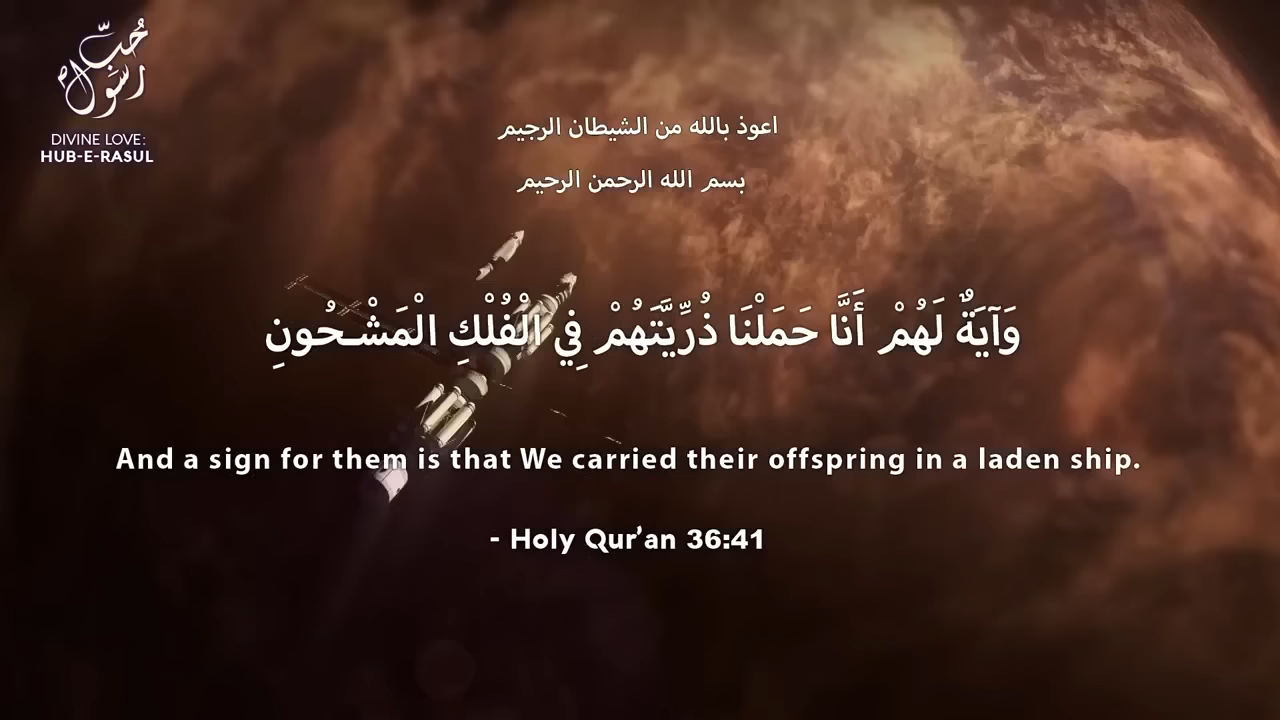 حُبِّ
رَسُول
DIVINE LOVE:
HUB-E-RASUL
اعوذ بالله من الشيطان الرجيم
بسم الله الرحمن الرحيم
وَآيَةٌ لَهُمْ أَنَّا حَمَلْنَا ذُرِّيَّتَهُمْ فِي الْفُلْكِ الْمَشْحُونِ
And a sign for them is that We carried their offspring in a laden ship.
- Holy Qur’an 36:41